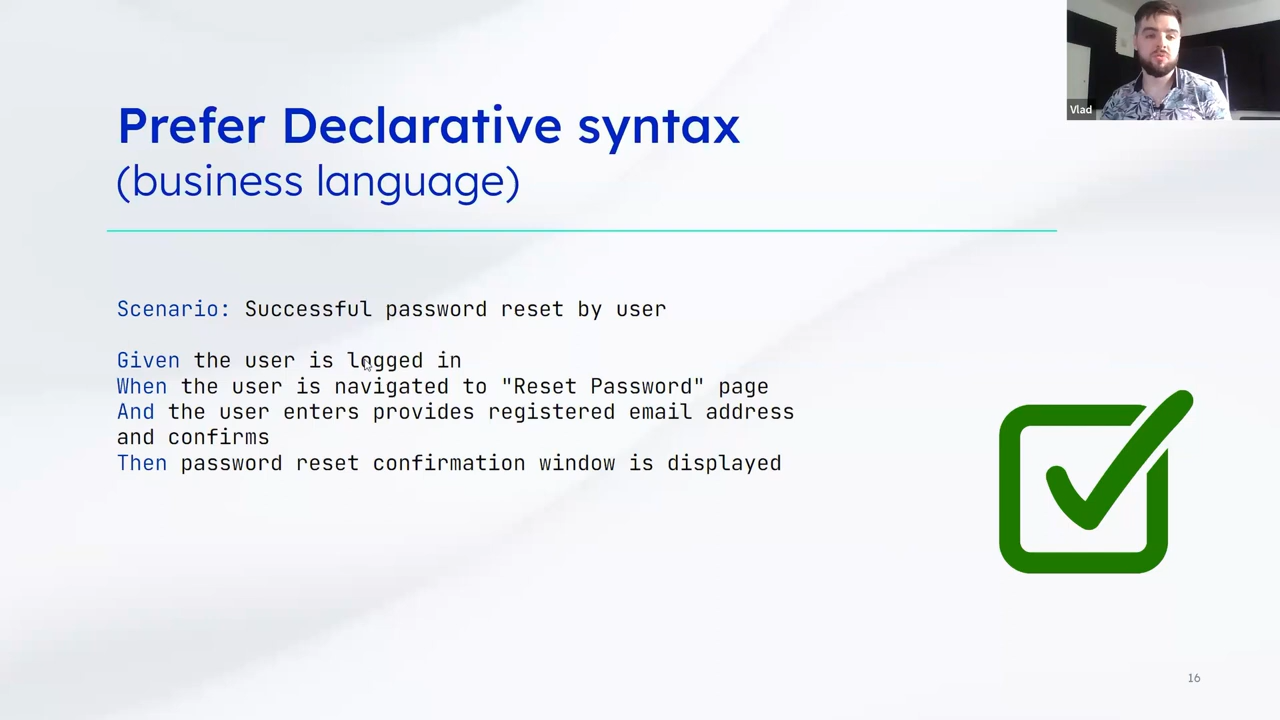 Vlad
Prefer Declarative syntax
(business language)
Scenario: Successful password reset by user
Given the user is logged in
When the user is navigated to "Reset Password" page
And the user enters provides registered email address
and confirms
Then password reset confirmation window is displayed
16